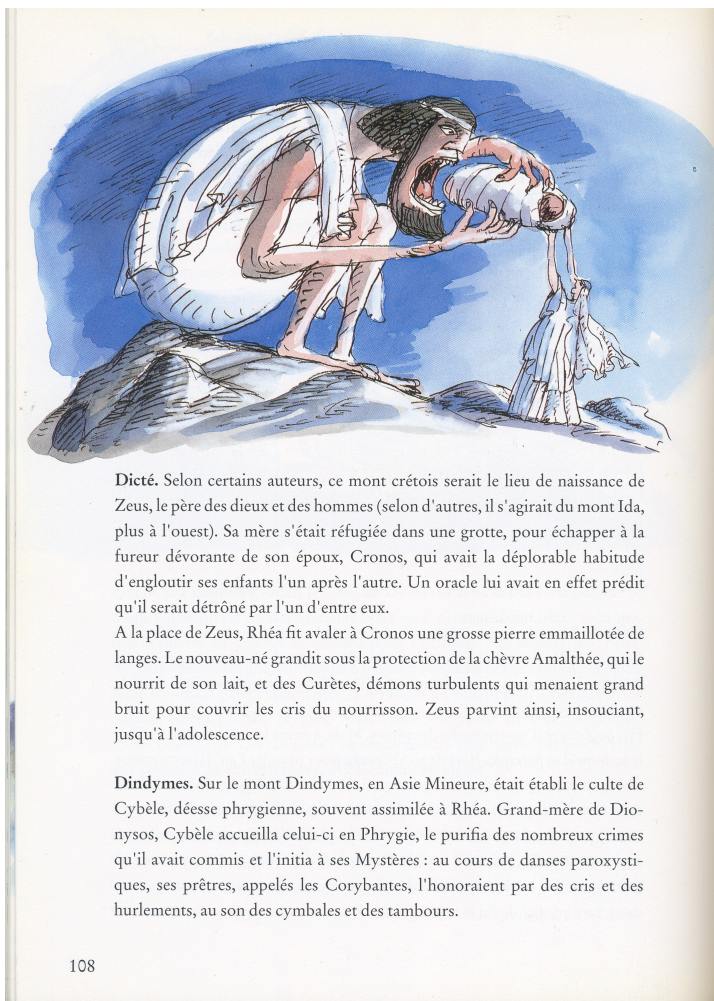 Dicté. Selon certains auteurs, ce mont crétois serait le lieu de naissance de
Zeus, le père des dieux et des hommes (selon d'autres, il s'agirait du mont Ida,
plus à l'ouest). Sa mère s'était réfugiée dans une grotte, pour échapper à la
fureur dévorante de son époux, Cronos, qui avait la déplorable habitude
d'engloutir ses enfants l'un après l'autre. Un oracle lui avait en effet prédit
qu'il serait détrôné par l'un d'entre eux.
A la place de Zeus, Rhéa fit avaler à Cronos une grosse pierre emmaillotée de
langes. Le nouveau-né grandit sous la protection de la chèvre Amalthée, qui le
nourrit de son lait, et des Curètes, démons turbulents qui menaient grand
bruit pour couvrir les cris du nourrisson. Zeus parvint ainsi, insouciant,
jusqu'à l'adolescence.
Dindymes. Sur le mont Dindymes, en Asie Mineure, était établi le culte de
Cybèle, déesse phrygienne, souvent assimilée à Rhéa. Grand-mère de Dio-
nysos, Cybèle accueilla celui-ci en Phrygie, le purifia des nombreux crimes
qu'il avait commis et l'initia à ses Mystères : au cours de danses paroxysti-
ques, ses prêtres, appelés les Corybantes, l'honoraient par des cris et des
hurlements, au son des cymbales et des tambours.
108